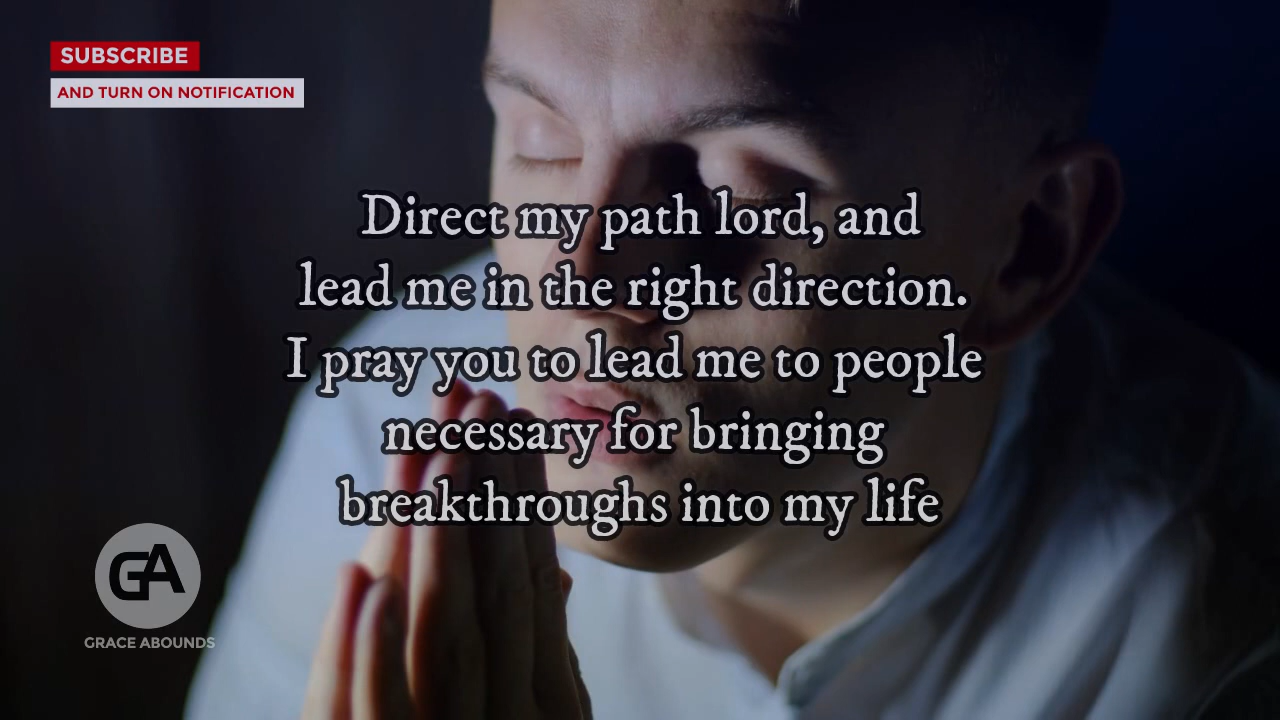 SUBSCRIBE
AND TURN ON NOTIFICATION
Direct my path lord, and
lead me in the right direction.
I pray you to lead me to people
necessary for bringing
breakthroughs into my life
GA
GRACE ABOUNDS